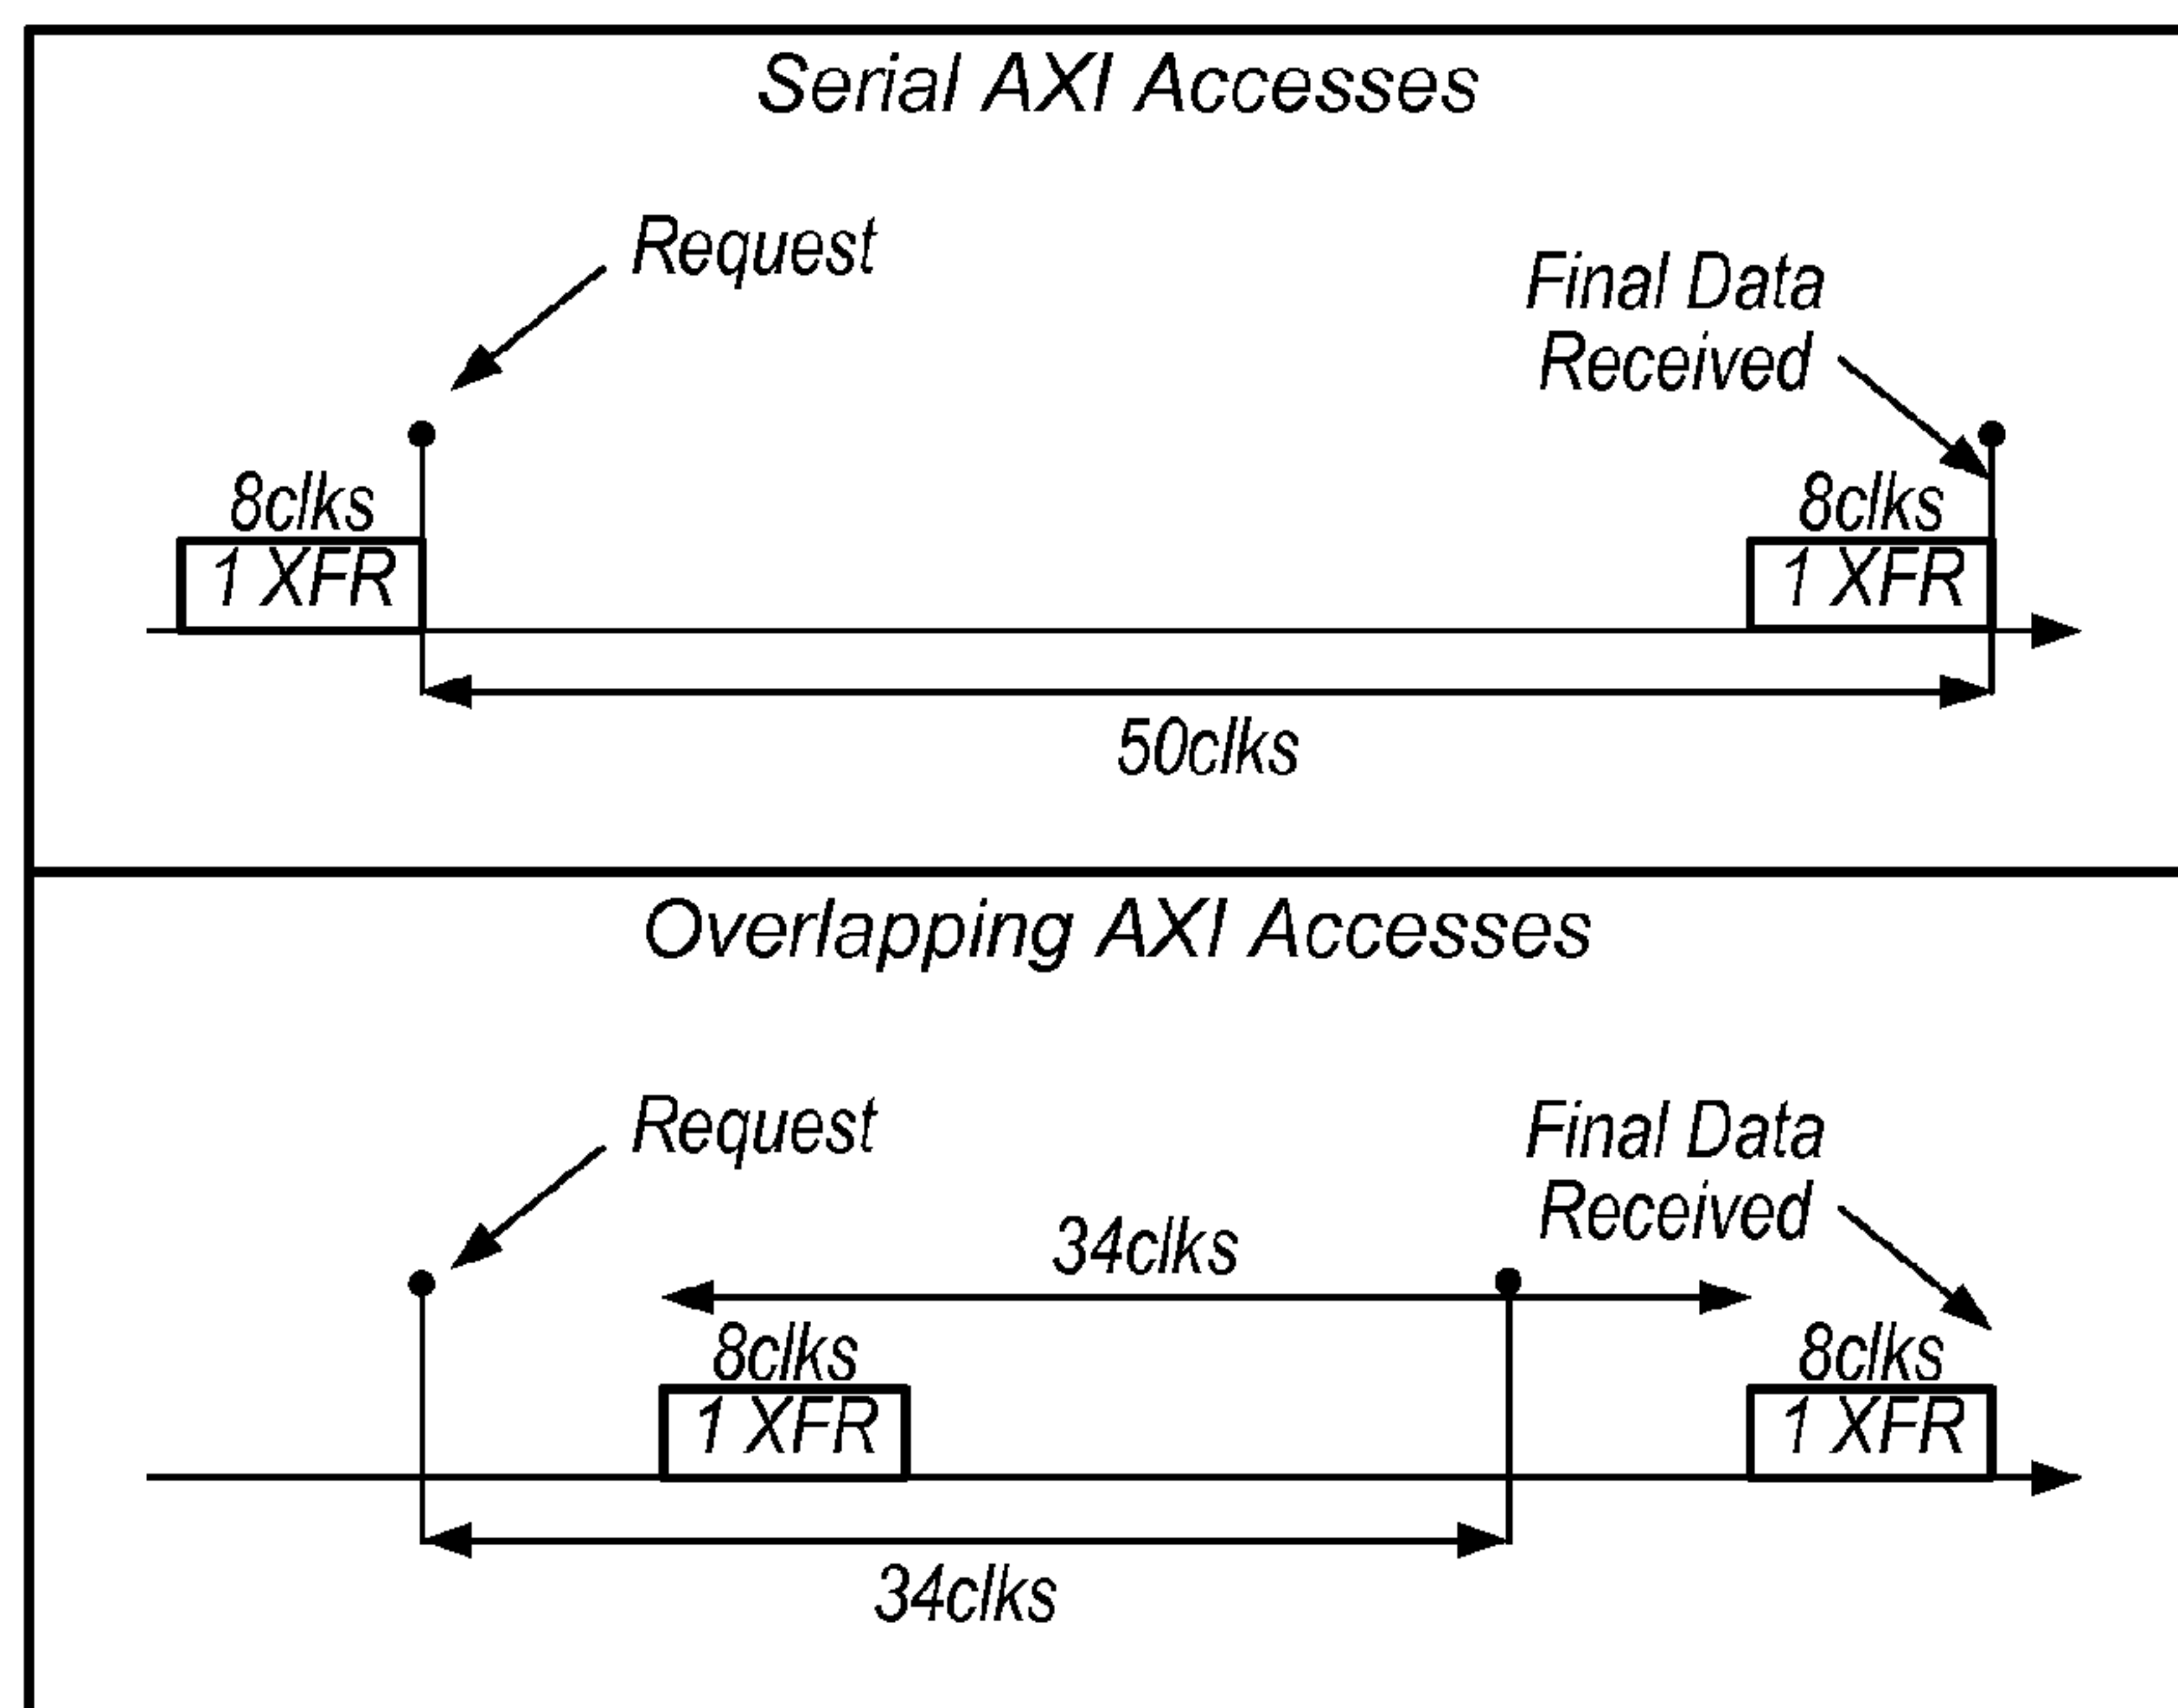 Serial AXI Accesses
Request
Final Data
Received
8clks
1 XFR
8clks
1 XFR
50clks
Overlapping AXI Accesses
Request
Final Data
Received
34clks
8clks
1 XFR
8clks
1 XFR
34clks